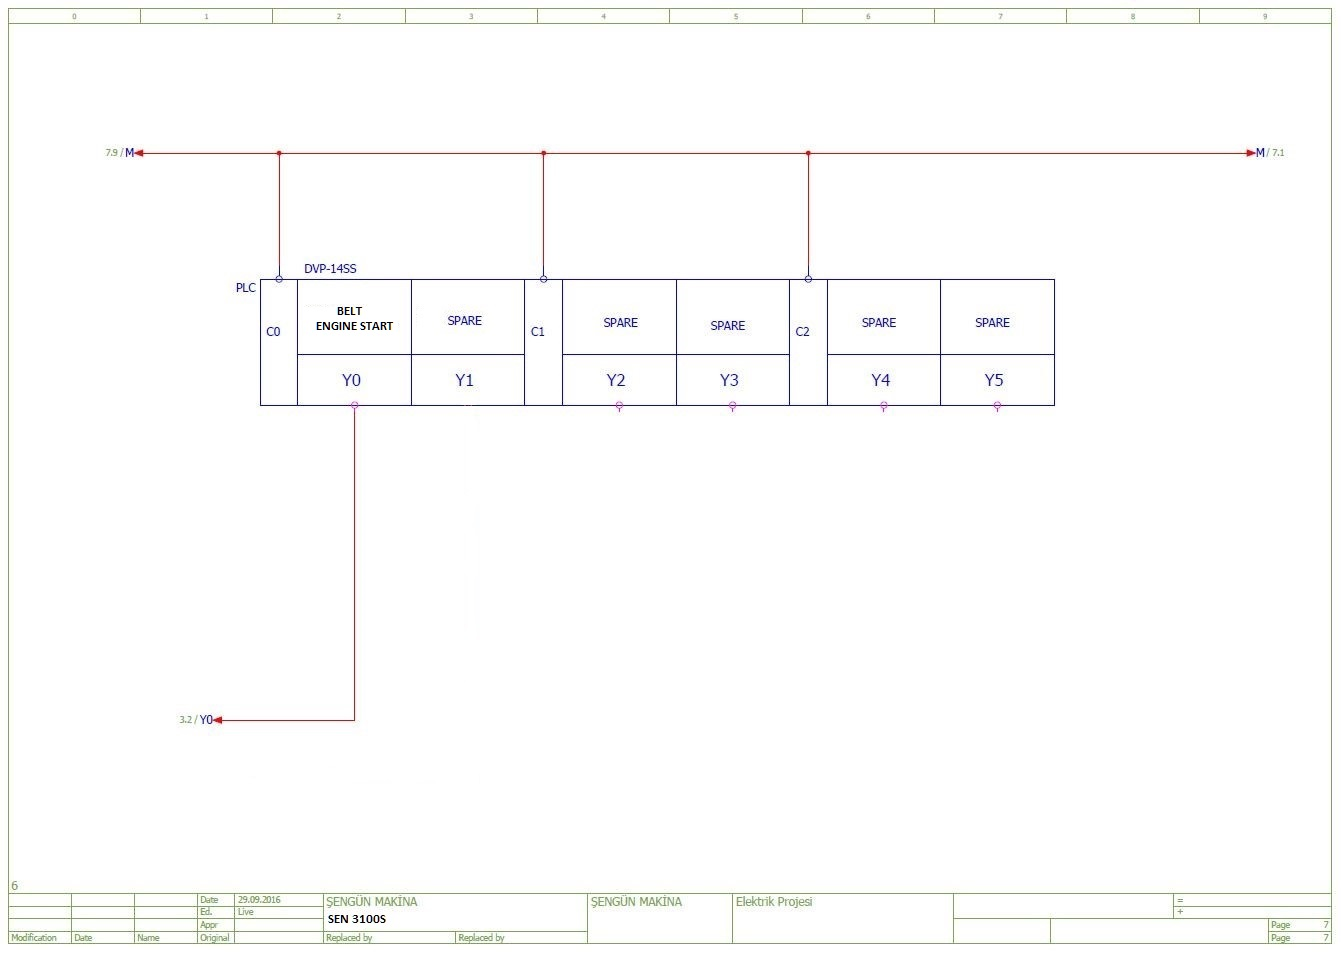 0 1 2 3 4 5 6 7 8 9
7.9 / M
M / 7.1
DVP-14SS
PLC
C0
BELT
ENGINE START
SPARE
C1
SPARE
SPARE
C2
SPARE
SPARE
Y0
Y1
Y2
Y3
Y4
Y5
3.2 / Y0
6
Date 29.09.2016
Ed. Live
Appr
Modification Date Name Original
ŞENGÜN MAKİNA
SEN 3100S
Replaced by Replaced by
ŞENGÜN MAKİNA
Elektrik Projesi
=
+
Page 7
Page 7